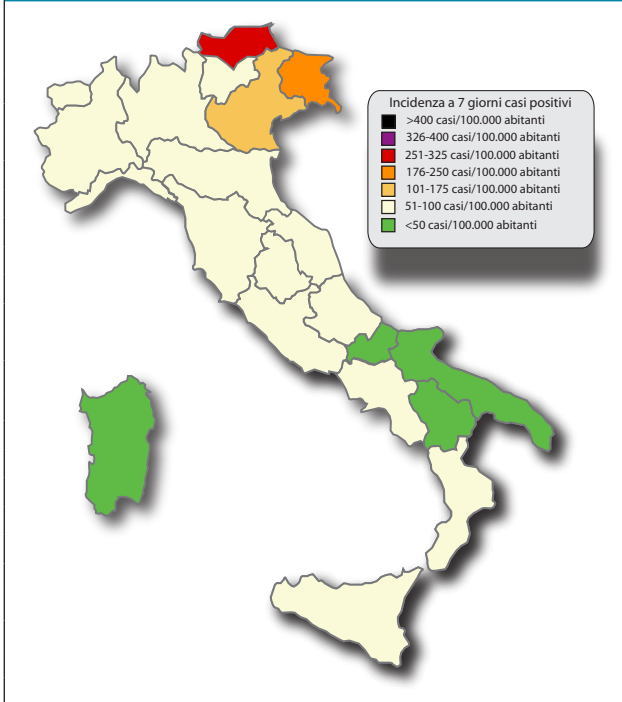 Incidenza a 7 giorni casi positivi
>400 casi/100.000 abitanti
326-400 casi/100.000 abitanti
251-325 casi/100.000 abitanti
176-250 casi/100.000 abitanti
101-175 casi/100.000 abitanti
51-100 casi/100.000 abitanti
<50 casi/100.000 abitanti